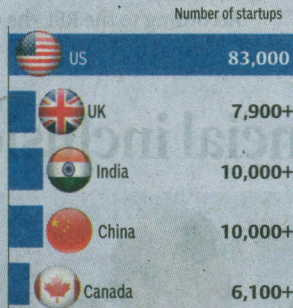 Number of startups
US 83,000
UK 7,900+
India 10,000+
China 10,000+
Canada 6,100+